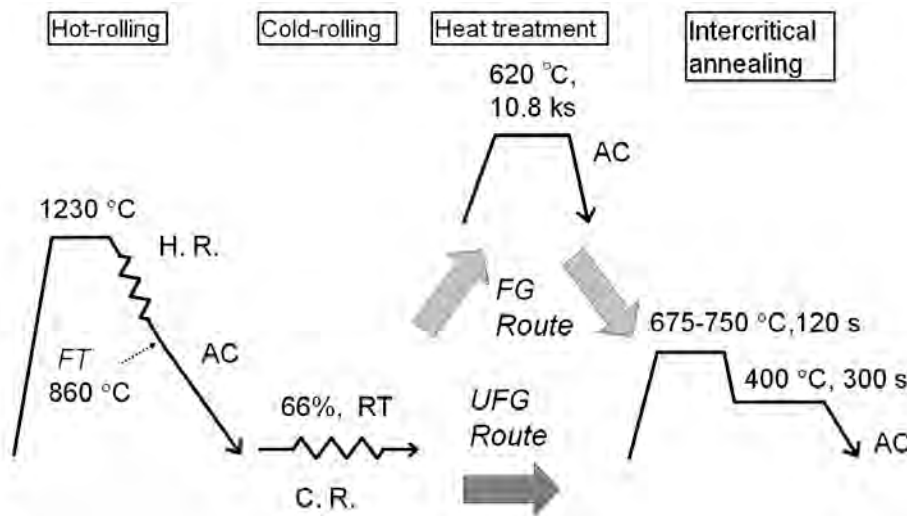 Hot-rolling
Cold-rolling
Heat treatment
Intercritical
annealing
620 °C,
10.8 ks
AC
1230 °C
H. R.
FG
Route
FT
860 °C
AC
675-750 °C,120 s
400 °C, 300 s
66%, RT
UFG
Route
AC
C. R.